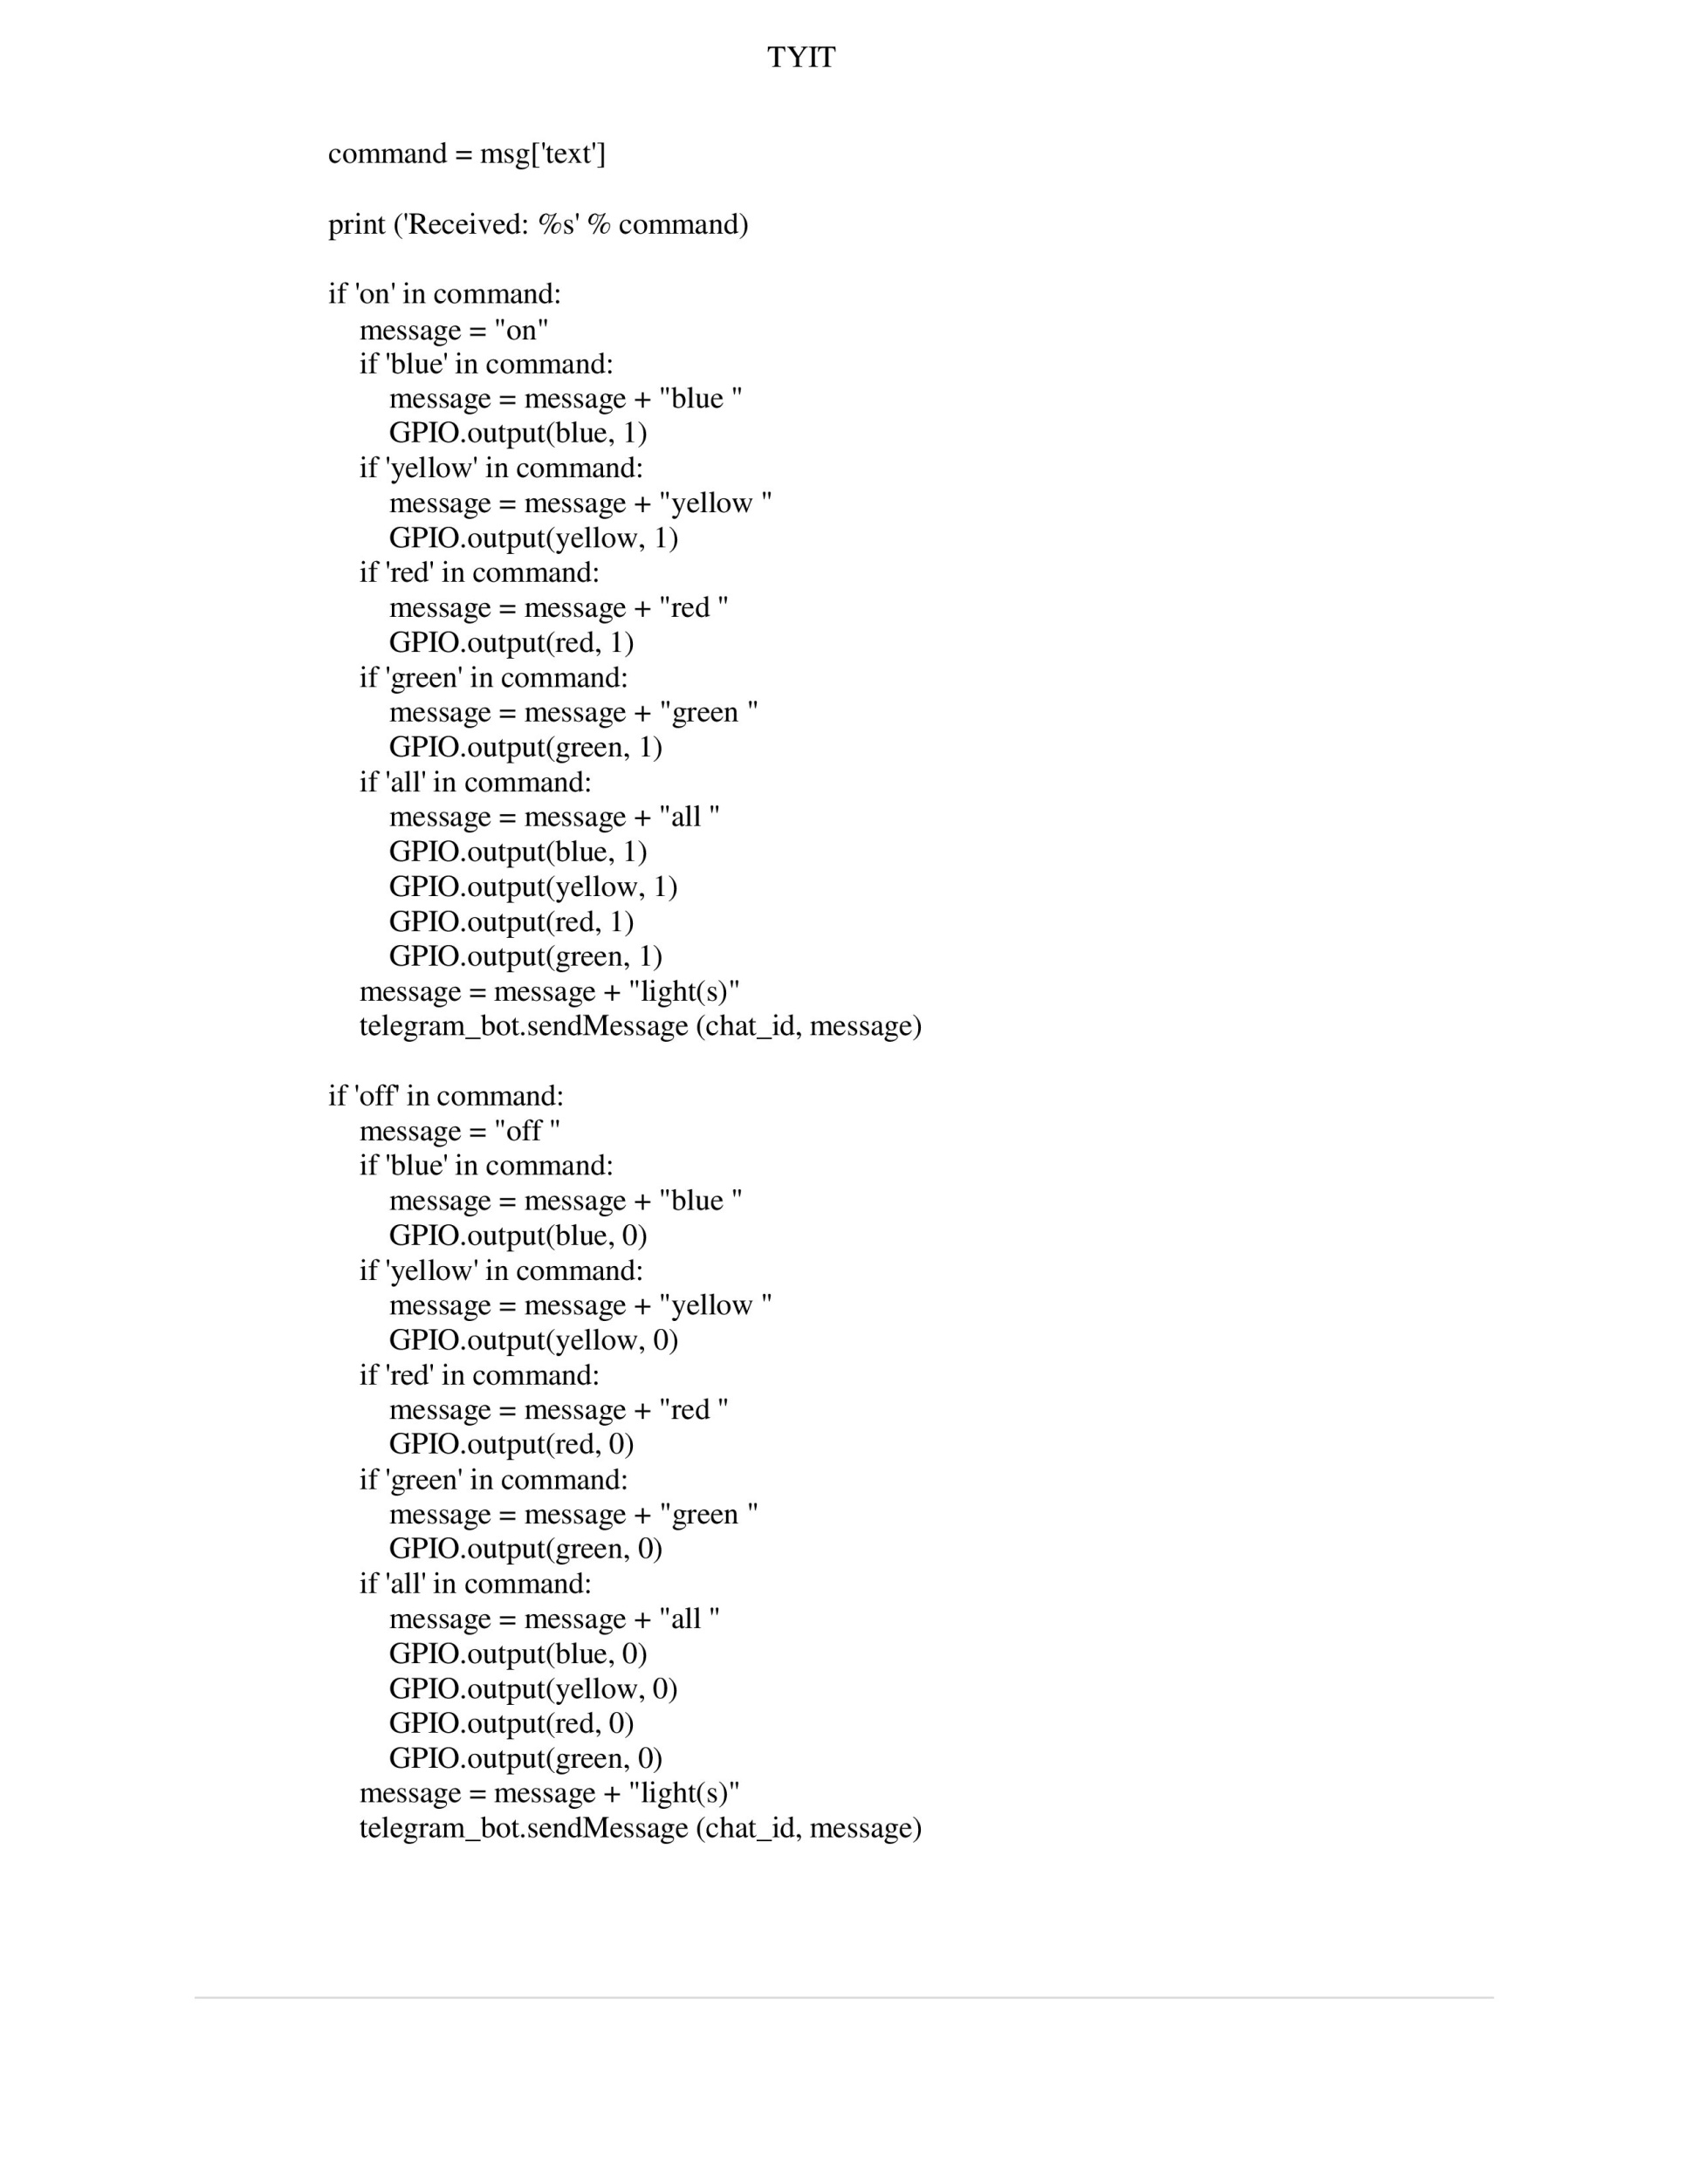 TYIT
command = msg['text']
print ('Received: %s' % command)
if 'on' in command:
message = "on"
if 'blue' in command:
message = message + "blue "
GPIO.output(blue, 1)
if 'yellow' in command:
message = message + "yellow "
GPIO.output(yellow, 1)
if 'red' in command:
message = message + "red "
GPIO.output(red, 1)
if 'green' in command:
message = message + "green "
GPIO.output(green, 1)
if 'all' in command:
message = message + "all "
GPIO.output(blue, 1)
GPIO.output(yellow, 1)
GPIO.output(red, 1)
GPIO.output(green, 1)
message = message + "light(s)"
telegram_bot.sendMessage (chat_id, message)
if 'off' in command:
message = "off "
if 'blue' in command:
message = message + "blue "
GPIO.output(blue, 0)
if 'yellow' in command:
message = message + "yellow "
GPIO.output(yellow, 0)
if 'red' in command:
message = message + "red "
GPIO.output(red, 0)
if 'green' in command:
message = message + "green "
GPIO.output(green, 0)
if 'all' in command:
message = message + "all "
GPIO.output(blue, 0)
GPIO.output(yellow, 0)
GPIO.output(red, 0)
GPIO.output(green, 0)
message = message + "light(s)"
telegram_bot.sendMessage (chat_id, message)